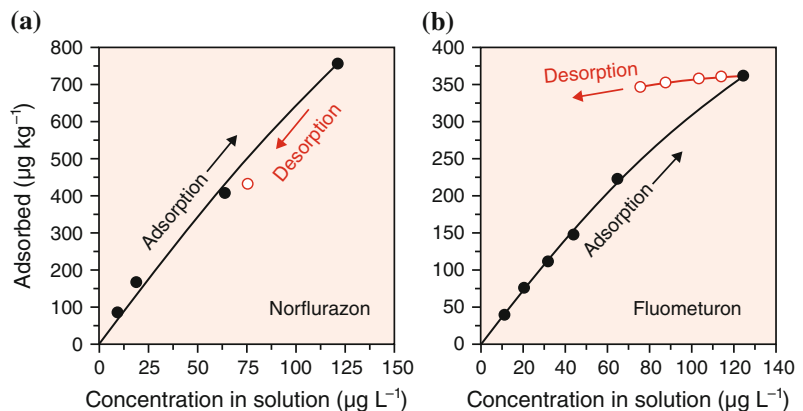 (a)
800
700
600
500
400
300
200
100
0
Adsorbed (µg kg⁻¹)
Adsorption
Desorption
Norflurazon
0 25 50 75 100 125 150
Concentration in solution (µg L⁻¹)
(b)
400
350
300
250
200
150
100
50
0
Desorption
Adsorption
Fluometuron
0 20 40 60 80 100 120 140
Concentration in solution (µg L⁻¹)